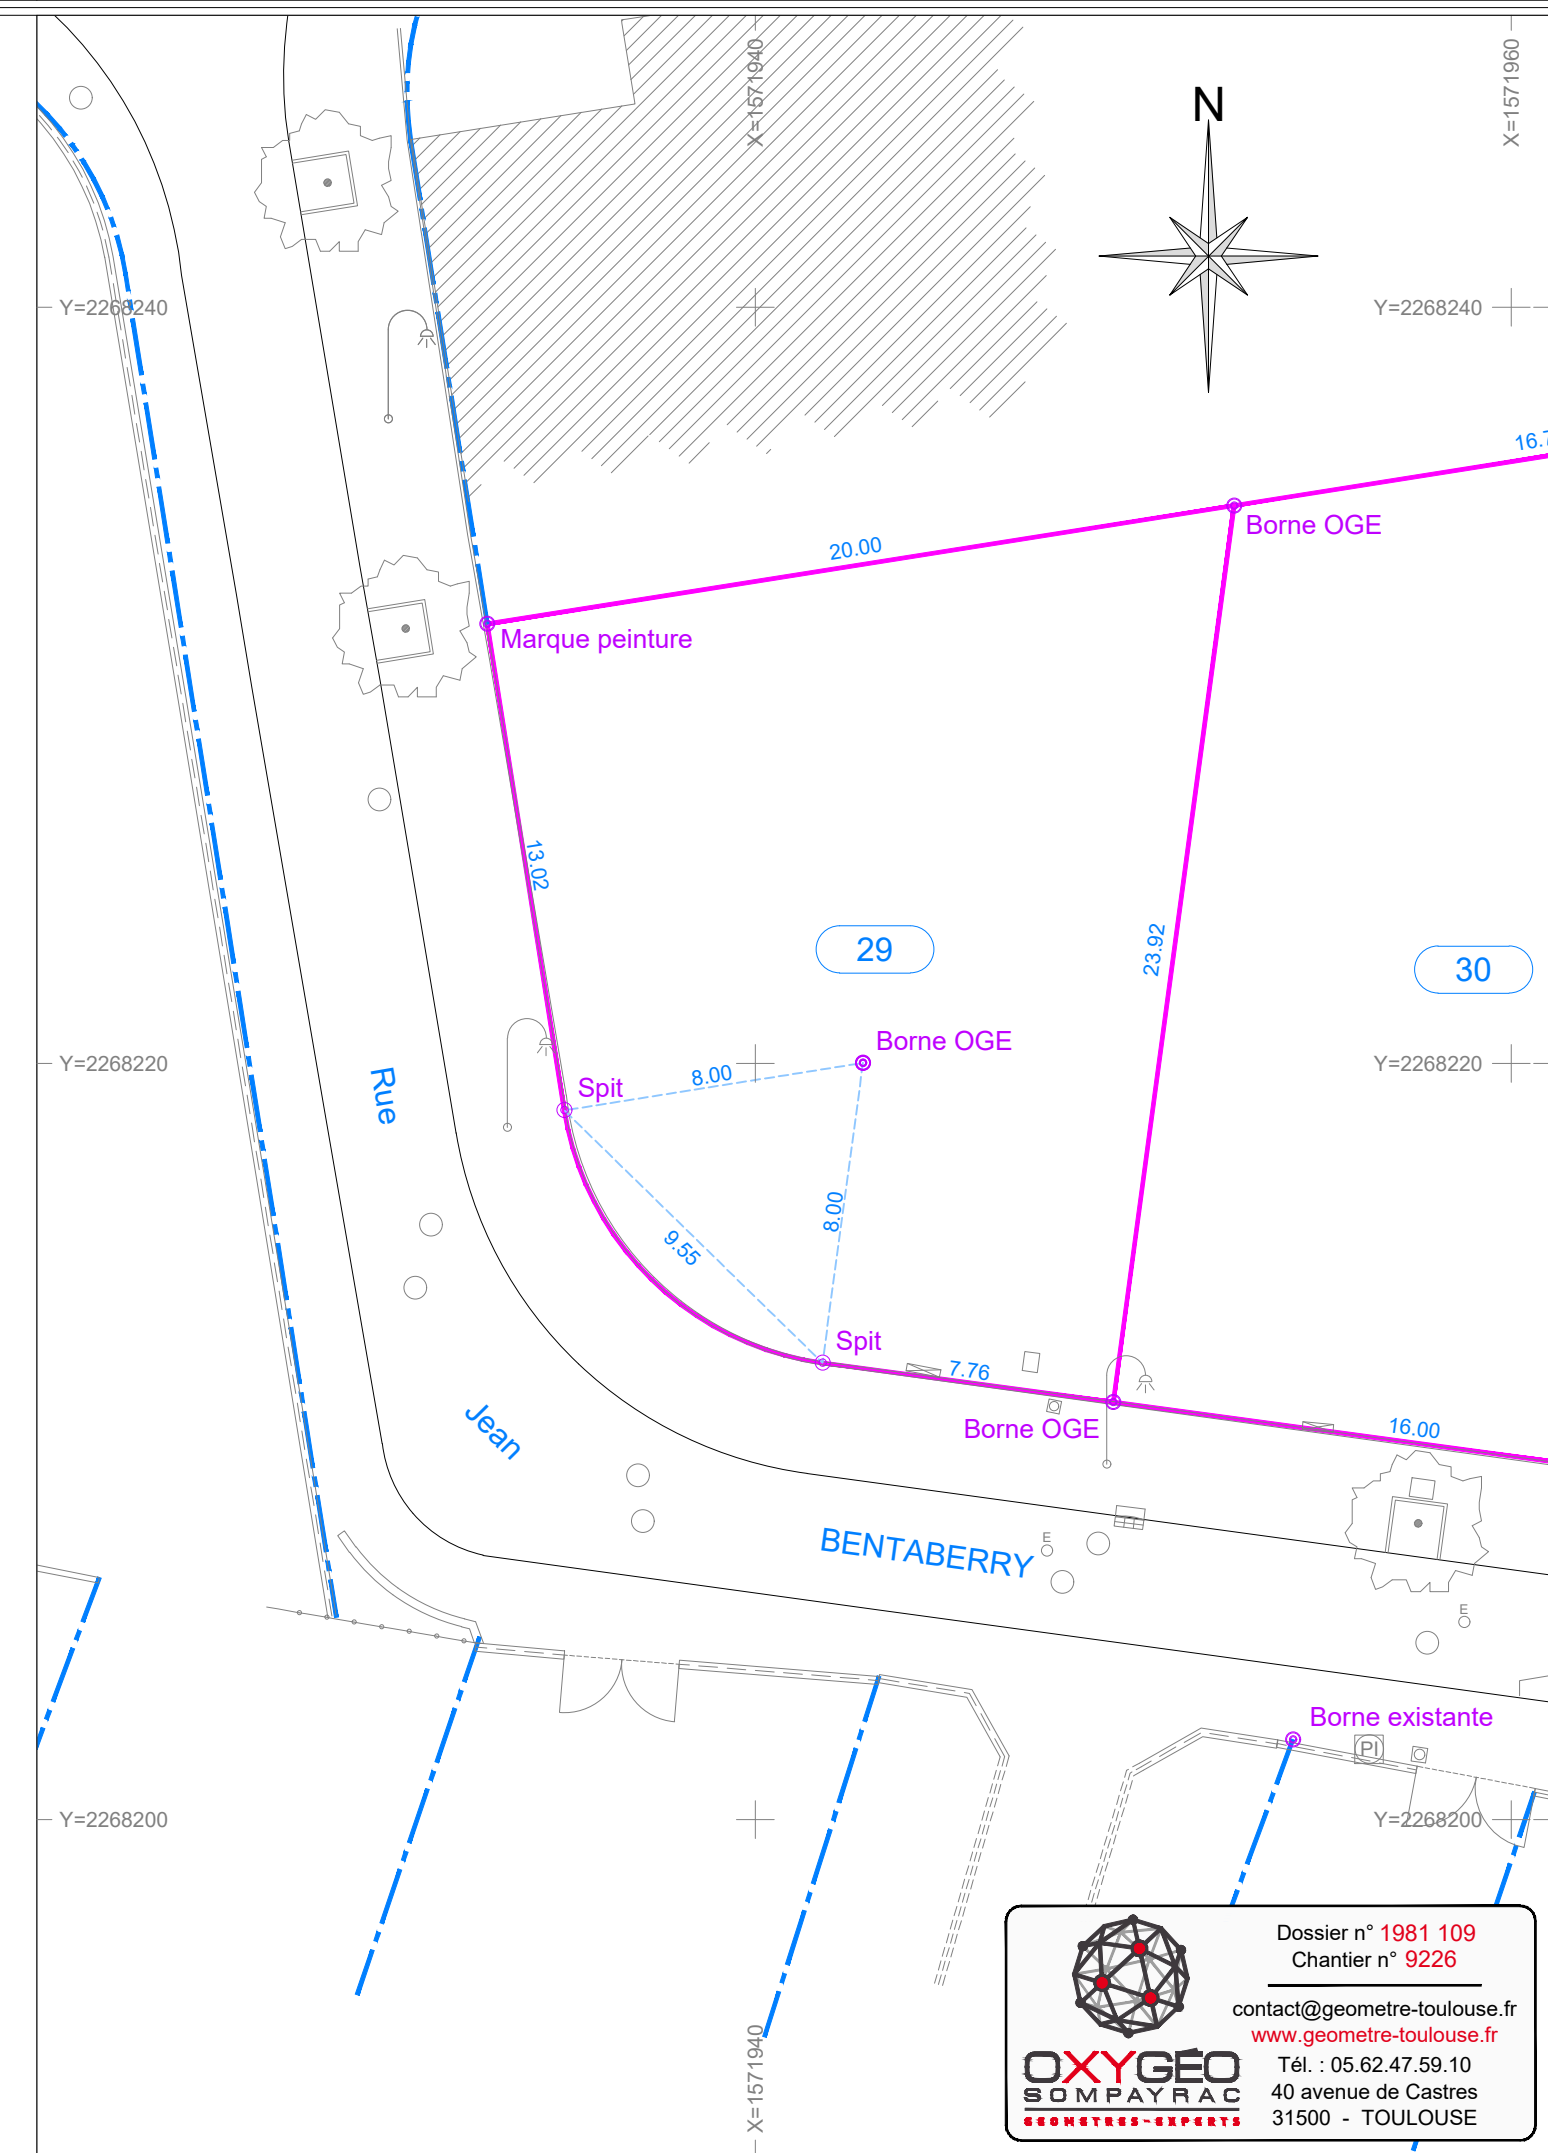 X=1571940
X=1571960
N
Y=2268240
Y=2268240
16.7
Borne OGE
20.00
Marque peinture
13.02
29
23.92
30
Borne OGE
Y=2268220
Y=2268220
8.00
Spit
Rue
8.00
9.55
Spit
7.76
Borne OGE
16.00
Jean
BENTABERRY
E
E
Borne existante
PI
Y=2268200
Y=2268200
X=1571940
Dossier n° 1981 109
Chantier n° 9226
contact@geometre-toulouse.fr
www.geometre-toulouse.fr
Tél. : 05.62.47.59.10
40 avenue de Castres
31500 - TOULOUSE
OXYGÉO
SOMPAYRAC
GEOMETRES-EXPERTS